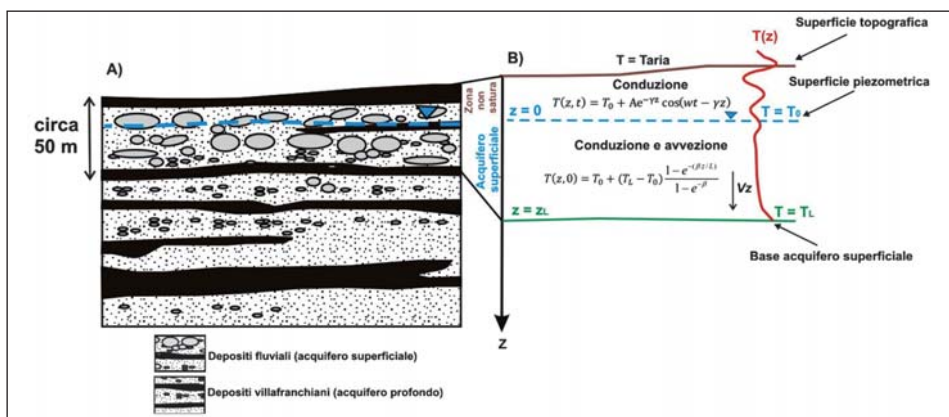 A)
circa
50 m
Depositi fluviali (acquifero superficiale)
Depositi villafranchiani (acquifero profondo)
Zona
non
satura
Acquifero
superficiale
B)
T = Taria
T(z)
Superficie topografica
Conduzione
T(z,t) = T₀ + Ae^{-γz} cos(wt − γz)
Superficie piezometrica
z = 0
T = T₀
Conduzione e avvezione
T(z,0) = T₀ + (T_L − T₀) \frac{1 − e^{-(βz/L)}}{1 − e^{-β}}
Vz
z = z_L
T = T_L
Base acquifero superficiale
z